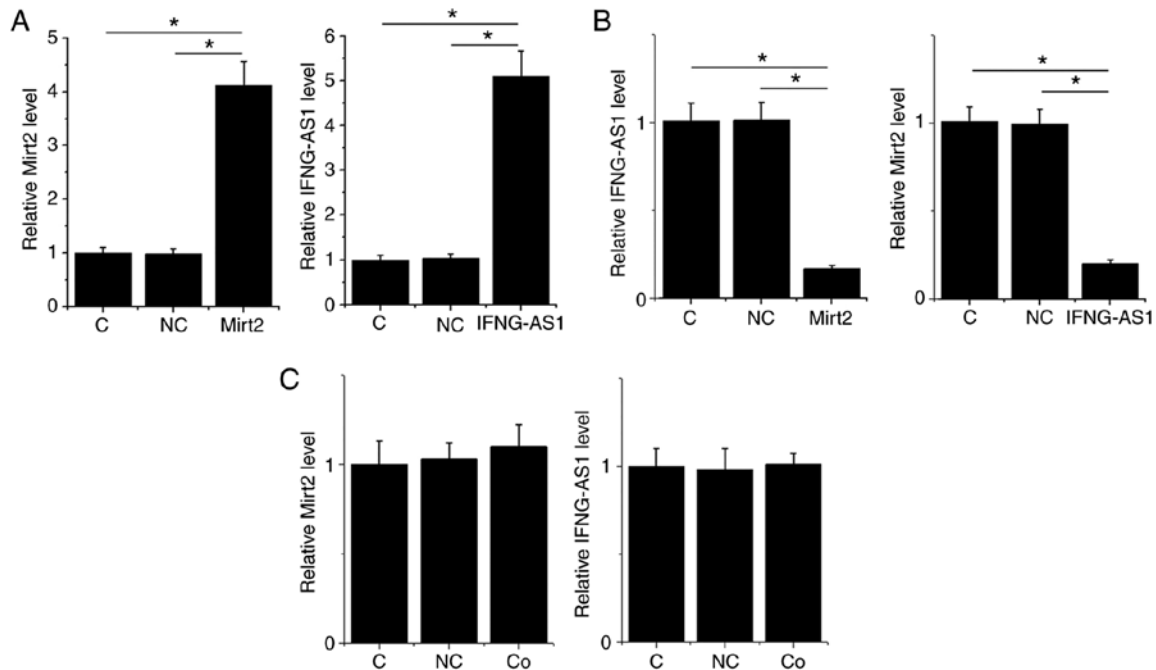 A
Relative Mirt2 level
5
4
3
2
1
0
*
*
C
NC
Mirt2
Relative IFNG-AS1 level
6
5
4
3
2
1
0
*
*
C
NC
IFNG-AS1
B
Relative IFNG-AS1 level
1
0
*
*
C
NC
Mirt2
Relative Mirt2 level
1
0
*
*
C
NC
IFNG-AS1
C
Relative Mirt2 level
1
0
C
NC
Co
Relative IFNG-AS1 level
1
0
C
NC
Co